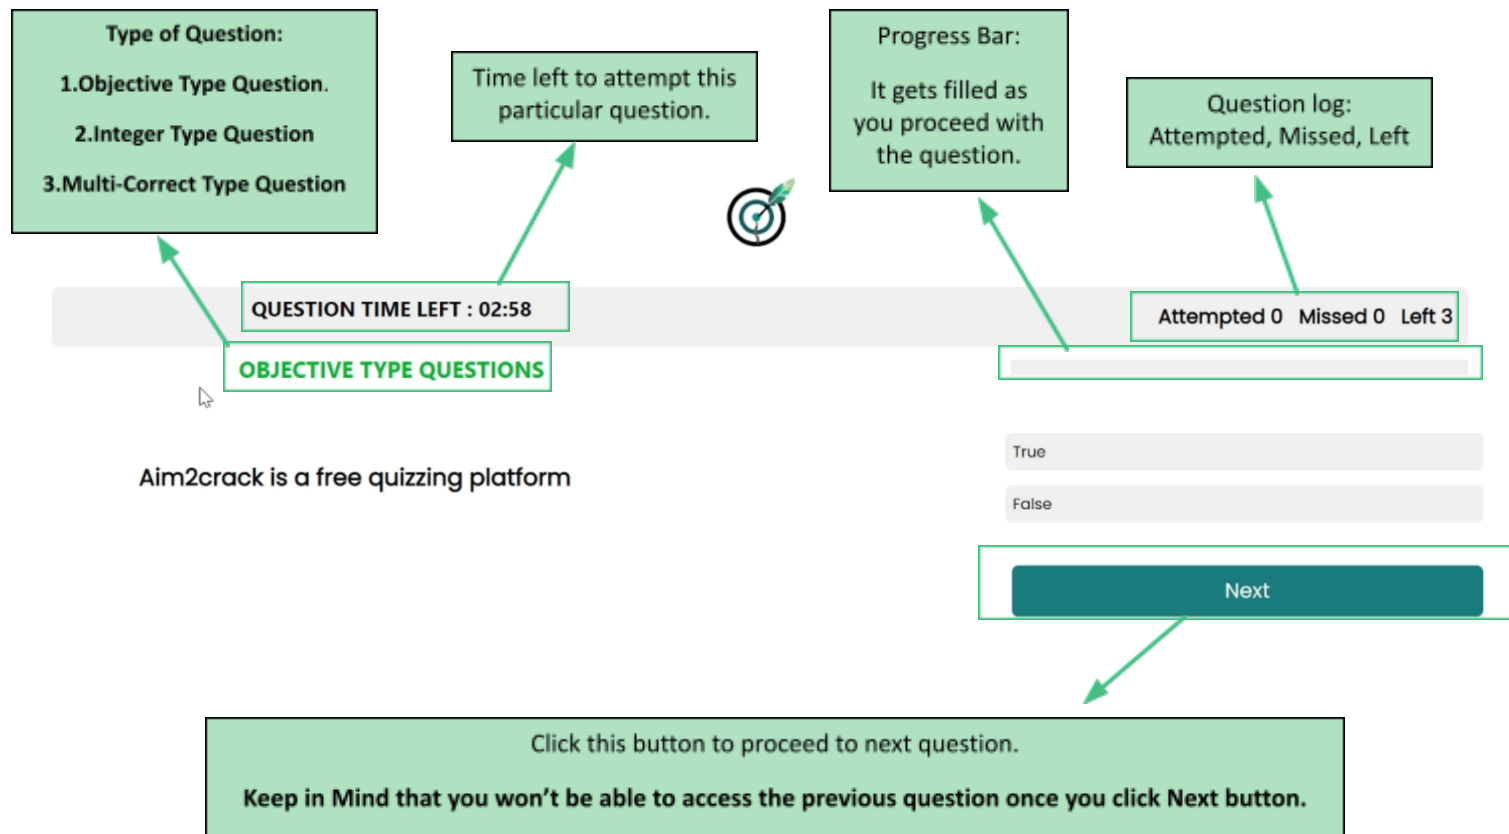 Type of Question:
1.Objective Type Question.
2.Integer Type Question
3.Multi-Correct Type Question
Time left to attempt this
particular question.
Progress Bar:
It gets filled as
you proceed with
the question.
Question log:
Attempted, Missed, Left
QUESTION TIME LEFT : 02:58
Attempted 0 Missed 0 Left 3
OBJECTIVE TYPE QUESTIONS
Aim2crack is a free quizzing platform
True
False
Next
Click this button to proceed to next question.
Keep in Mind that you won’t be able to access the previous question once you click Next button.